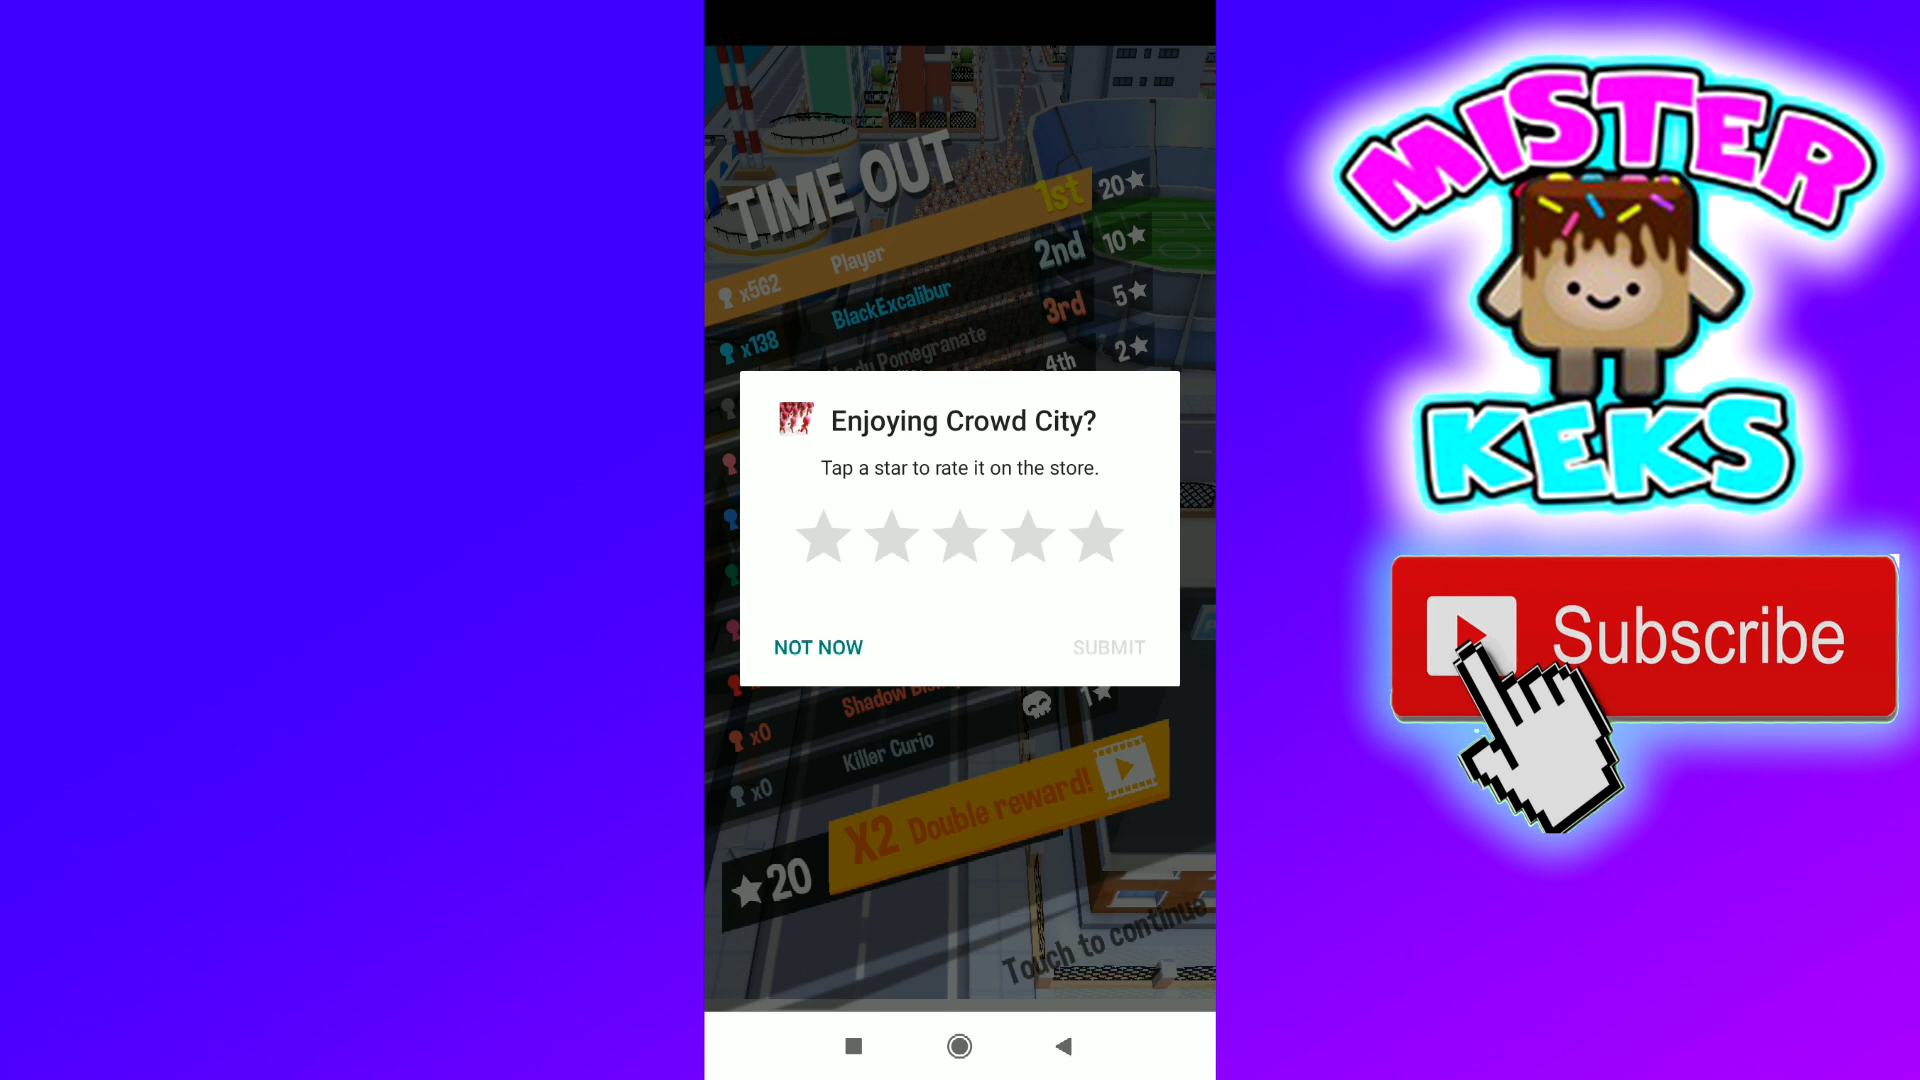 TIME OUT
1st 20
x562 Player
2nd 10
x138 BlackExcalibur
3rd 5
Pomegranate
4th 2
Enjoying Crowd City?
Tap a star to rate it on the store.
NOT NOW SUBMIT
Shadow 1
x0
Killer Curio
x0
X2 Double reward!
20
Touch to continue
MISTER
KEKS
Subscribe